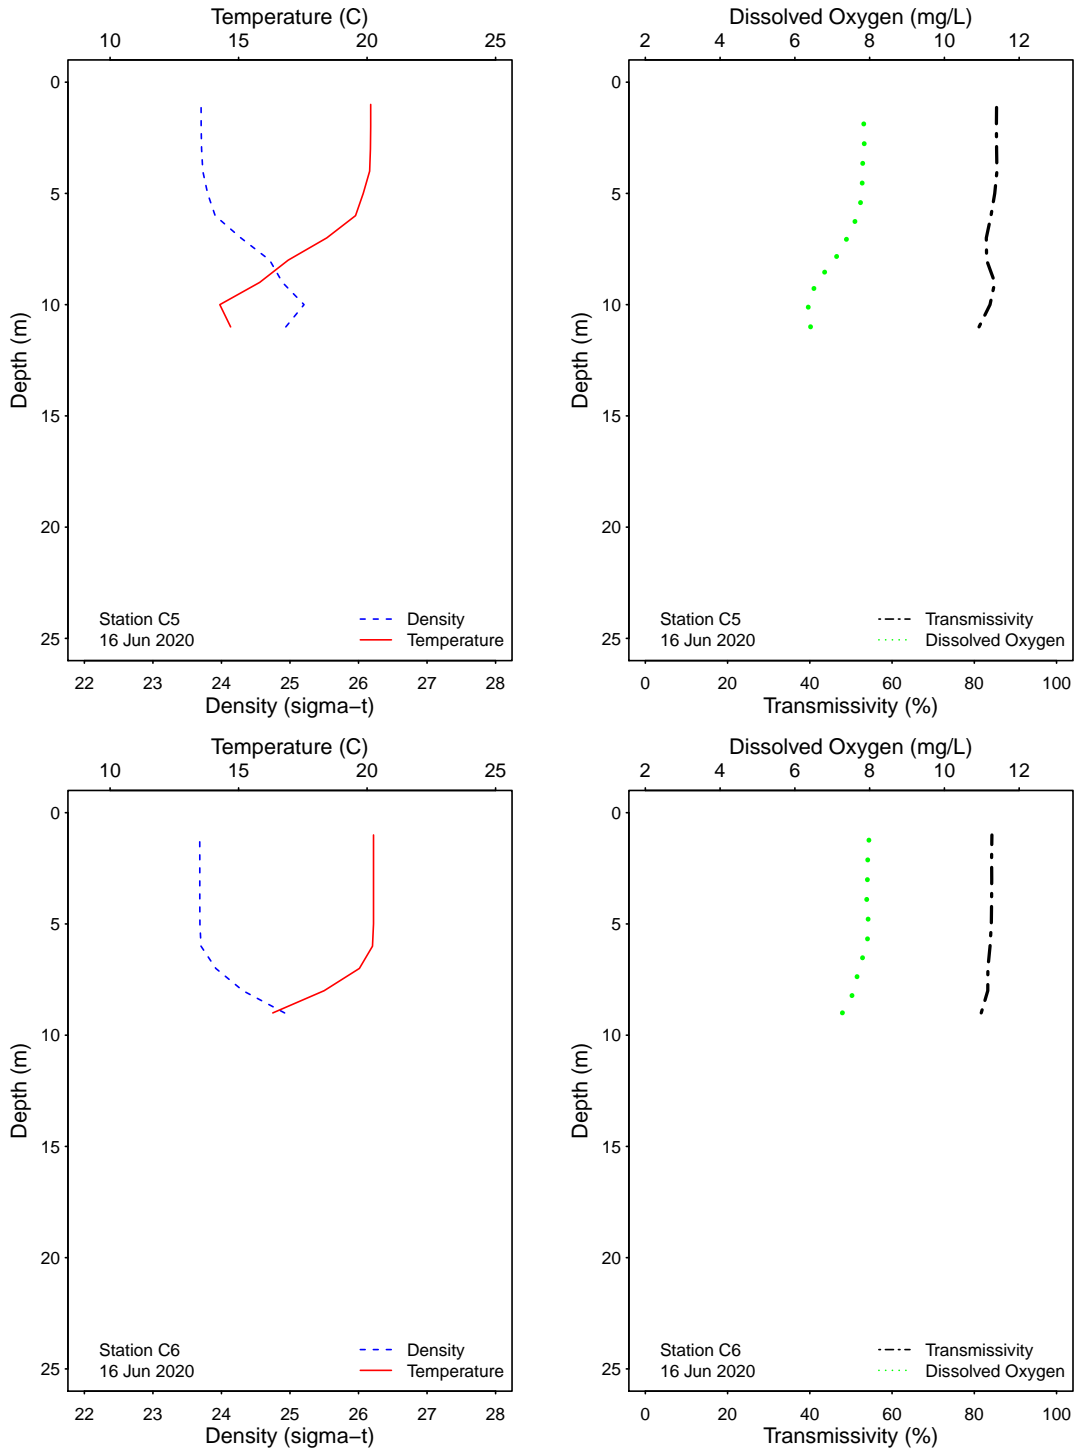 Temperature (C)
10 15 20 25
0
5
10
15
20
25
Depth (m)
Station C5
16 Jun 2020
Density
Temperature
22 23 24 25 26 27 28
Density (sigma−t)
Dissolved Oxygen (mg/L)
2 4 6 8 10 12
0
5
10
15
20
25
Depth (m)
Station C5
16 Jun 2020
Transmissivity
Dissolved Oxygen
0 20 40 60 80 100
Transmissivity (%)
Temperature (C)
10 15 20 25
0
5
10
15
20
25
Depth (m)
Station C6
16 Jun 2020
Density
Temperature
22 23 24 25 26 27 28
Density (sigma−t)
Dissolved Oxygen (mg/L)
2 4 6 8 10 12
0
5
10
15
20
25
Depth (m)
Station C6
16 Jun 2020
Transmissivity
Dissolved Oxygen
0 20 40 60 80 100
Transmissivity (%)